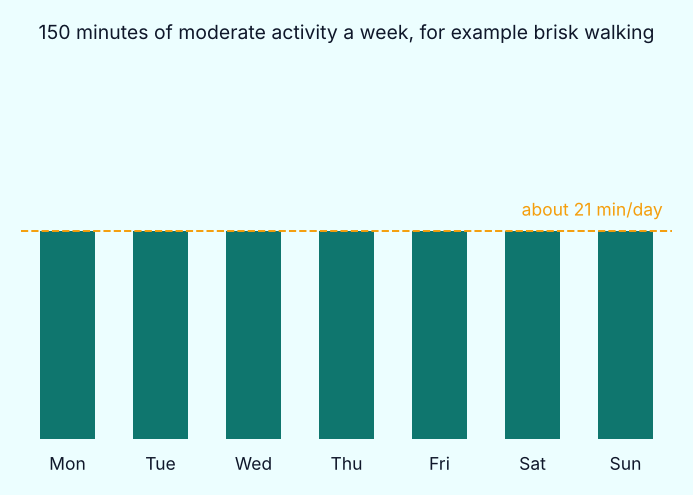 150 minutes of moderate activity a week, for example brisk walking
about 21 min/day
Mon Tue Wed Thu Fri Sat Sun